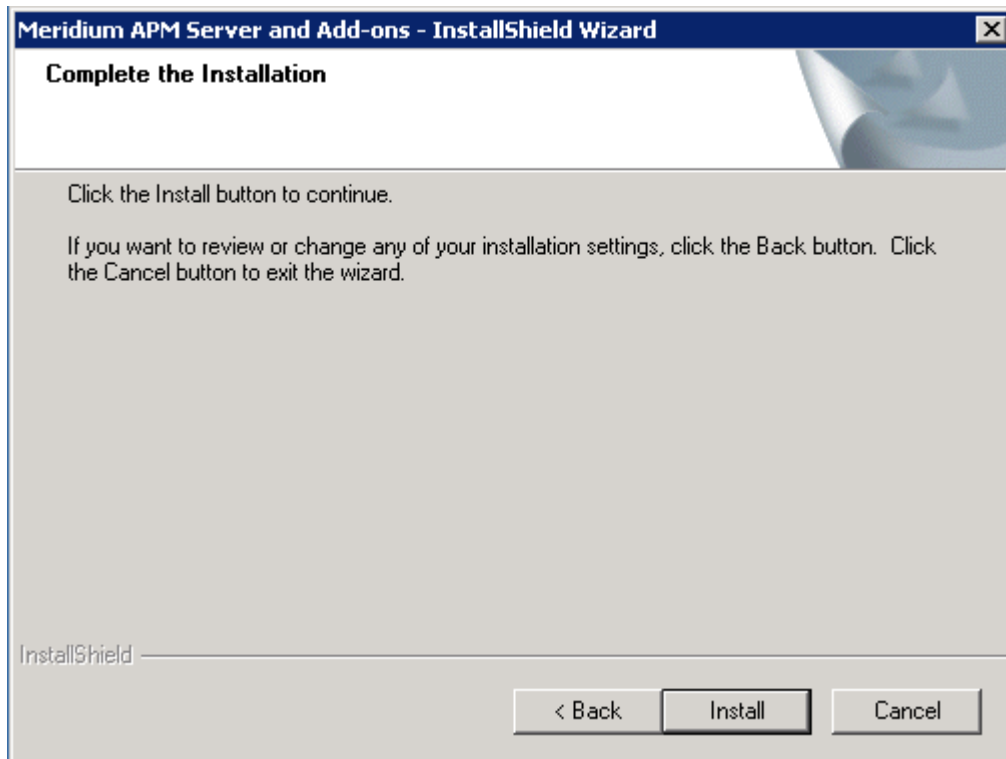 Meridium APM Server and Add-ons - InstallShield Wizard
Complete the Installation
Click the Install button to continue.
If you want to review or change any of your installation settings, click the Back button.  Click
the Cancel button to exit the wizard.
InstallShield
< Back
Install
Cancel